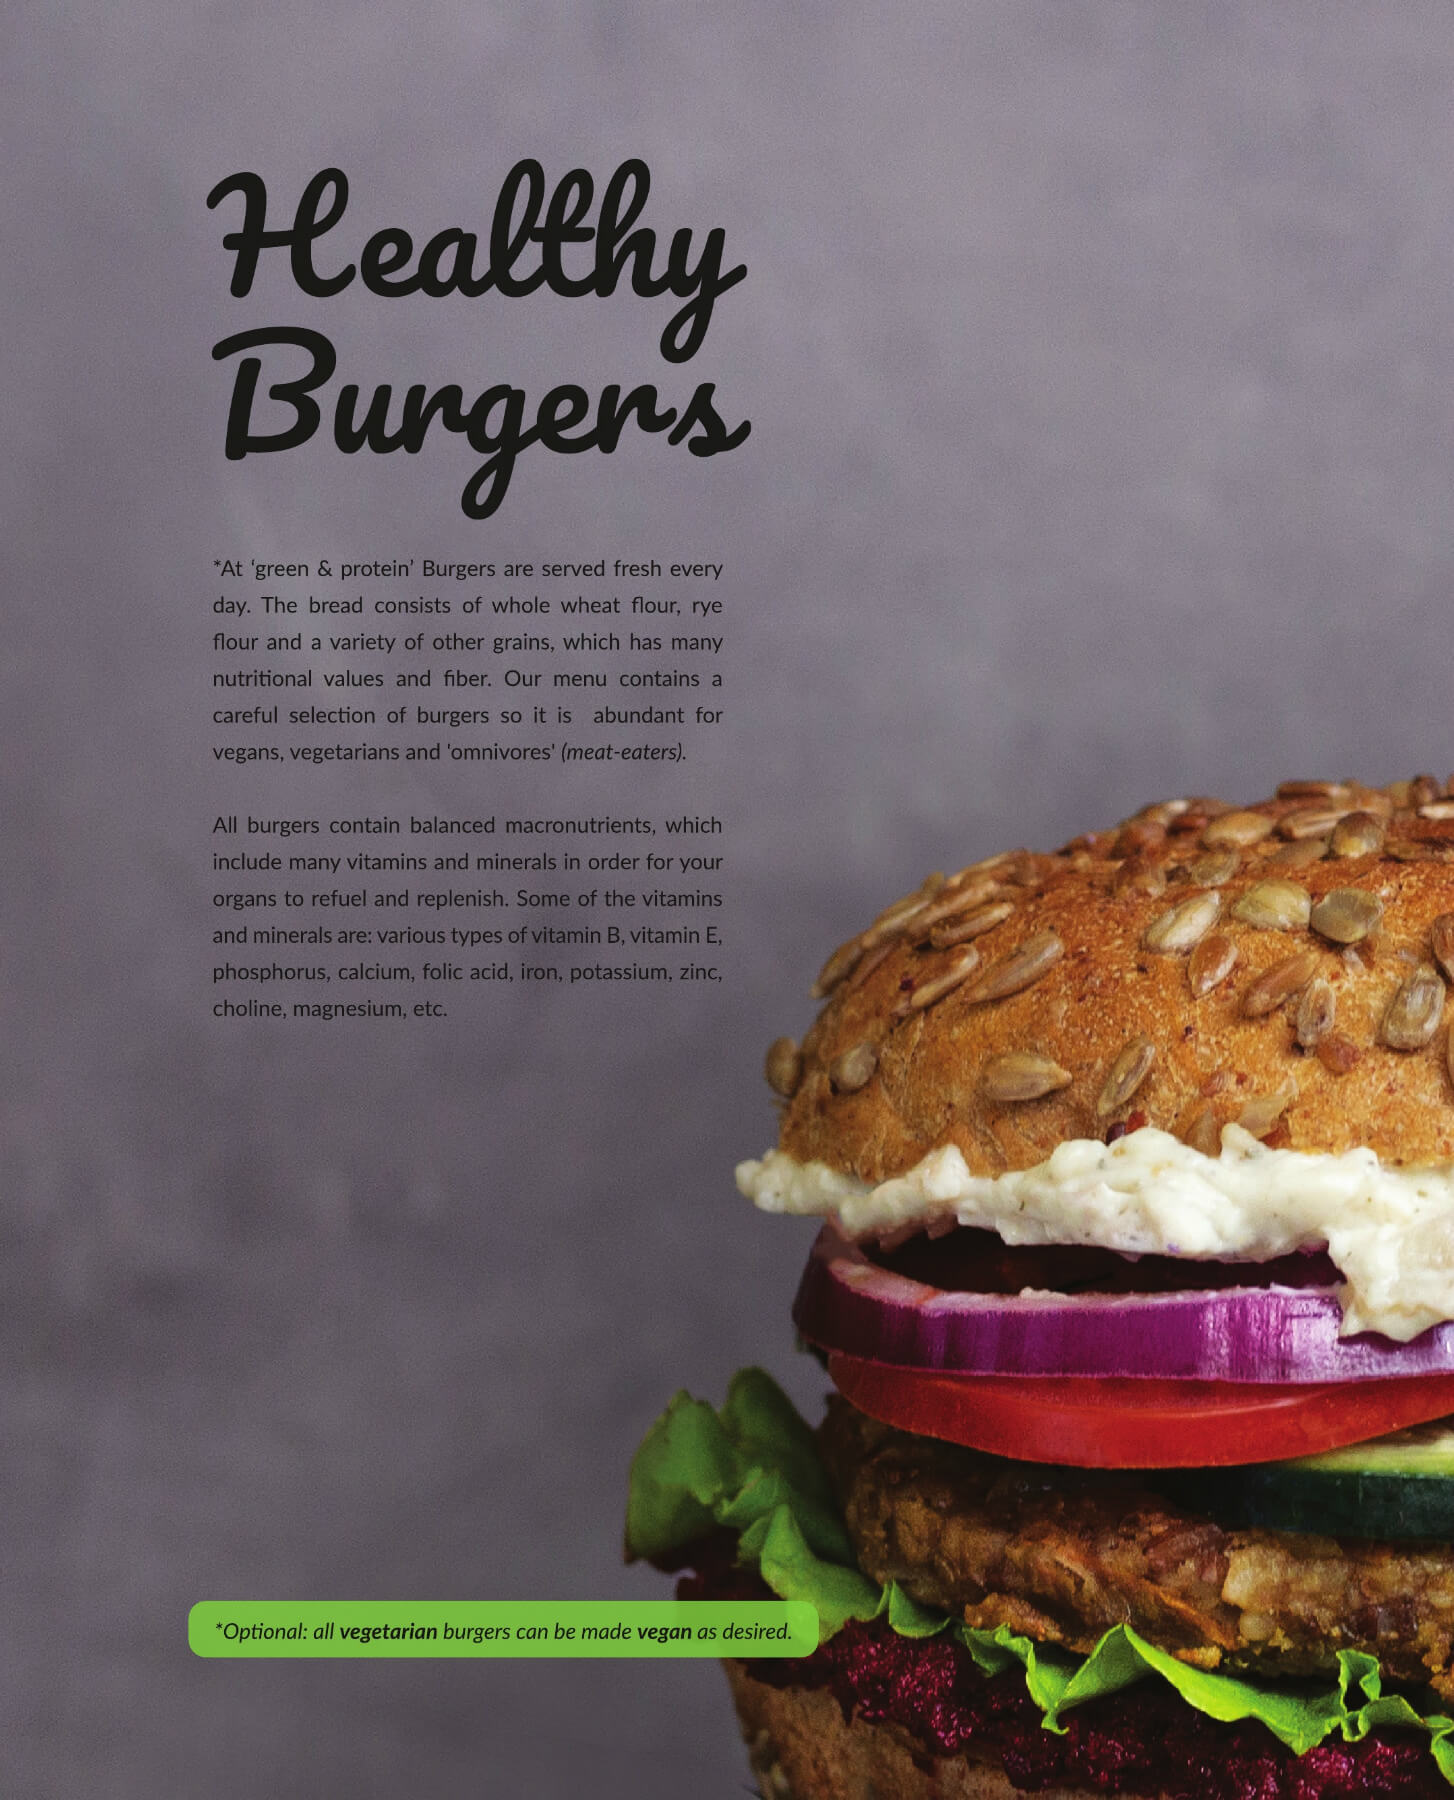 Healthy
Burgers
*At ‘green & protein’ Burgers are served fresh every
day. The bread consists of whole wheat flour, rye
flour and a variety of other grains, which has many
nutritional values and fiber. Our menu contains a
careful selection of burgers so it is  abundant for
vegans, vegetarians and 'omnivores' (meat-eaters).
All burgers contain balanced macronutrients, which
include many vitamins and minerals in order for your
organs to refuel and replenish. Some of the vitamins
and minerals are: various types of vitamin B, vitamin E,
phosphorus, calcium, folic acid, iron, potassium, zinc,
choline, magnesium, etc.
*Optional: all vegetarian burgers can be made vegan as desired.